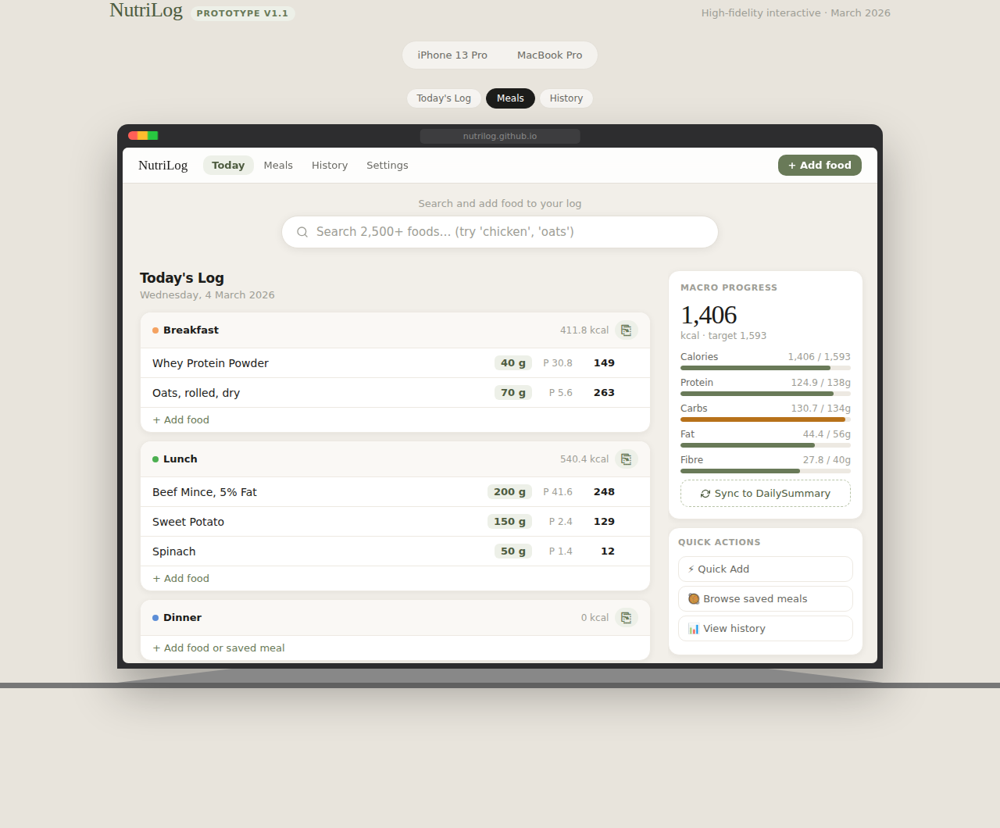 NutriLog PROTOTYPE V1.1
High-fidelity interactive · March 2026
iPhone 13 Pro MacBook Pro
Today's Log Meals History
nutrilog.github.io
NutriLog Today Meals History Settings + Add food
Search and add food to your log
Search 2,500+ foods... (try 'chicken', 'oats')
Today's Log
Wednesday, 4 March 2026
Breakfast 411.8 kcal
Whey Protein Powder 40 g P 30.8 149
Oats, rolled, dry 70 g P 5.6 263
+ Add food
Lunch 540.4 kcal
Beef Mince, 5% Fat 200 g P 41.6 248
Sweet Potato 150 g P 2.4 129
Spinach 50 g P 1.4 12
+ Add food
Dinner 0 kcal
+ Add food or saved meal
MACRO PROGRESS
1,406
kcal · target 1,593
Calories 1,406 / 1,593
Protein 124.9 / 138g
Carbs 130.7 / 134g
Fat 44.4 / 56g
Fibre 27.8 / 40g
Sync to DailySummary
QUICK ACTIONS
⚡ Quick Add
🥘 Browse saved meals
📊 View history